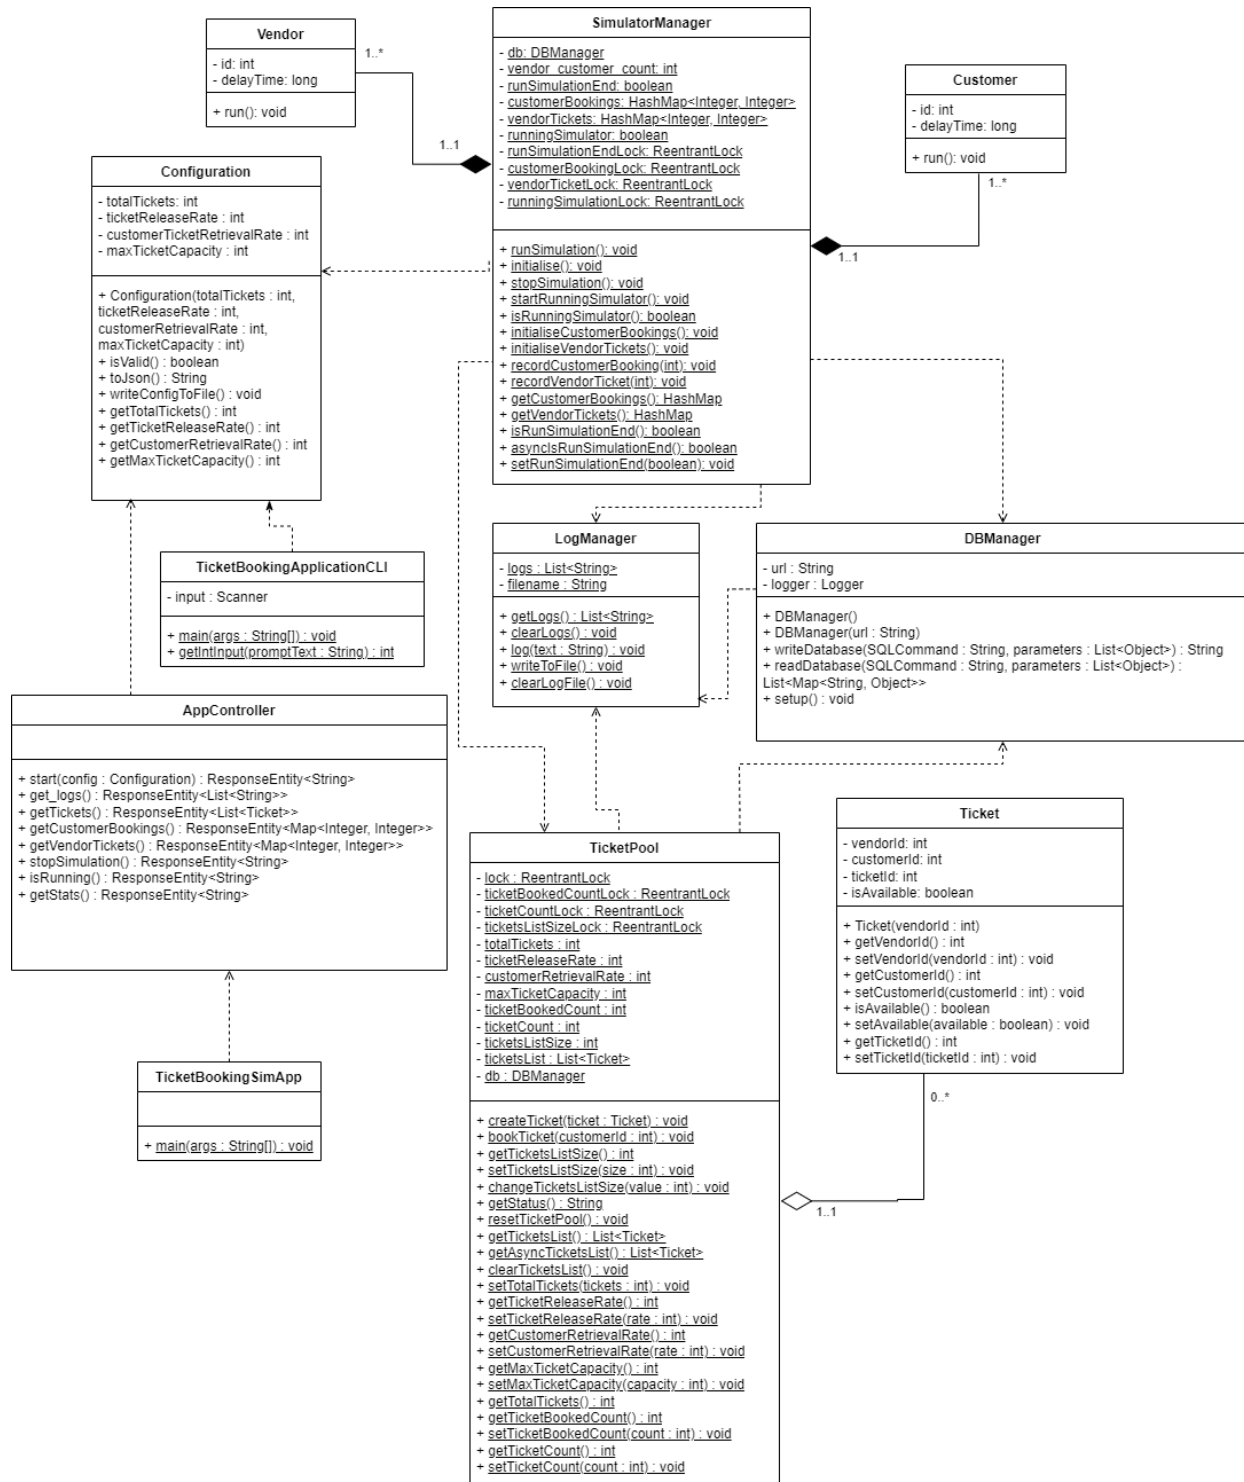 Vendor
- id: int
- delayTime: long
+ run(): void
1..*
1..1
SimulatorManager
- db: DBManager
- vendor_customer_count: int
- runSimulationEnd: boolean
- customerBookings: HashMap<Integer, Integer>
- vendorTickets: HashMap<Integer, Integer>
- runningSimulator: boolean
- runSimulationEndLock: ReentrantLock
- customerBookingLock: ReentrantLock
- vendorTicketLock: ReentrantLock
- runningSimulationLock: ReentrantLock
+ runSimulation(): void
+ initialise(): void
+ stopSimulation(): void
+ startRunningSimulator(): void
+ isRunningSimulator(): boolean
+ initialiseCustomerBookings(): void
+ initialiseVendorTickets(): void
+ recordCustomerBooking(int): void
+ recordVendorTicket(int): void
+ getCustomerBookings(): HashMap
+ getVendorTickets(): HashMap
+ isRunSimulationEnd(): boolean
+ asyncIsRunSimulationEnd(): boolean
+ setRunSimulationEnd(boolean): void
Customer
- id: int
- delayTime: long
+ run(): void
1..*
1..1
Configuration
- totalTickets: int
- ticketReleaseRate : int
- customerTicketRetrievalRate : int
- maxTicketCapacity : int
+ Configuration(totalTickets : int,
ticketReleaseRate : int,
customerRetrievalRate : int,
maxTicketCapacity : int)
+ isValid() : boolean
+ toJson() : String
+ writeConfigToFile() : void
+ getTotalTickets() : int
+ getTicketReleaseRate() : int
+ getCustomerRetrievalRate() : int
+ getMaxTicketCapacity() : int
TicketBookingApplicationCLI
- input : Scanner
+ main(args : String[]) : void
+ getIntInput(promptText : String) : int
LogManager
- logs : List<String>
- filename : String
+ getLogs() : List<String>
+ clearLogs() : void
+ log(text : String) : void
+ writeToFile() : void
+ clearLogFile() : void
DBManager
- url : String
- logger : Logger
+ DBManager()
+ DBManager(url : String)
+ writeDatabase(SQLCommand : String, parameters : List<Object>) : String
+ readDatabase(SQLCommand : String, parameters : List<Object>) :
List<Map<String, Object>>
+ setup() : void
AppController
+ start(config : Configuration) : ResponseEntity<String>
+ get_logs() : ResponseEntity<List<String>>
+ getTickets() : ResponseEntity<List<Ticket>>
+ getCustomerBookings() : ResponseEntity<Map<Integer, Integer>>
+ getVendorTickets() : ResponseEntity<Map<Integer, Integer>>
+ stopSimulation() : ResponseEntity<String>
+ isRunning() : ResponseEntity<String>
+ getStats() : ResponseEntity<String>
TicketBookingSimApp
+ main(args : String[]) : void
TicketPool
- lock : ReentrantLock
- ticketBookedCountLock : ReentrantLock
- ticketCountLock : ReentrantLock
- ticketsListSizeLock : ReentrantLock
- totalTickets : int
- ticketReleaseRate : int
- customerRetrievalRate : int
- maxTicketCapacity : int
- ticketBookedCount : int
- ticketCount : int
- ticketsListSize : int
- ticketsList : List<Ticket>
- db : DBManager
+ createTicket(ticket : Ticket) : void
+ bookTicket(customerId : int) : void
+ getTicketsListSize() : int
+ setTicketsListSize(size : int) : void
+ changeTicketsListSize(value : int) : void
+ getStatus() : String
+ resetTicketPool() : void
+ getTicketsList() : List<Ticket>
+ getAsyncTicketsList() : List<Ticket>
+ clearTicketsList() : void
+ setTotalTickets(tickets : int) : void
+ getTicketReleaseRate() : int
+ setTicketReleaseRate(rate : int) : void
+ getCustomerRetrievalRate() : int
+ setCustomerRetrievalRate(rate : int) : void
+ getMaxTicketCapacity() : int
+ setMaxTicketCapacity(capacity : int) : void
+ getTotalTickets() : int
+ getTicketBookedCount() : int
+ setTicketBookedCount(count : int) : void
+ getTicketCount() : int
+ setTicketCount(count : int) : void
Ticket
- vendorId: int
- customerId: int
- ticketId: int
- isAvailable: boolean
+ Ticket(vendorId : int)
+ getVendorId() : int
+ setVendorId(vendorId : int) : void
+ getCustomerId() : int
+ setCustomerId(customerId : int) : void
+ isAvailable() : boolean
+ setAvailable(available : boolean) : void
+ getTicketId() : int
+ setTicketId(ticketId : int) : void
0..*
1..1